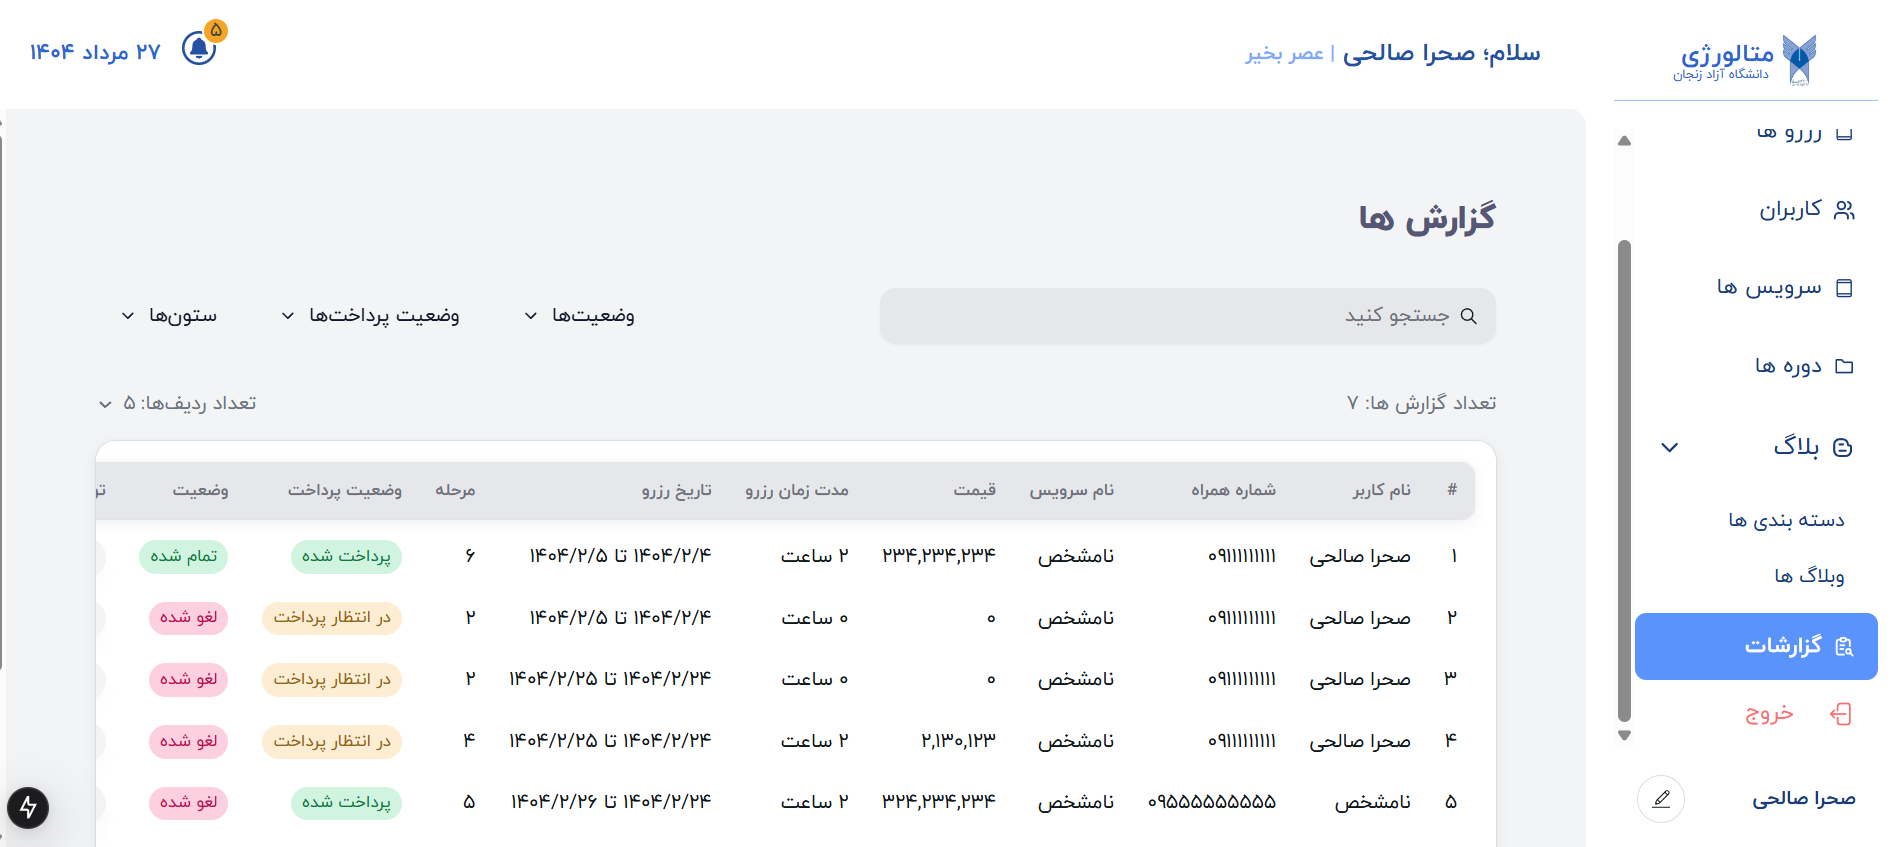 متالورژی
دانشگاه آزاد زنجان
رزرو ها
کاربران
سرویس ها
دوره ها
بلاگ
دسته بندی ها
وبلاگ ها
گزارشات
خروج
صحرا صالحی
سلام؛ صحرا صالحی | عصر بخیر
۵
۲۷ مرداد ۱۴۰۴
گزارش ها
جستجو کنید
وضعیت‌ها
وضعیت پرداخت‌ها
ستون‌ها
تعداد گزارش ها: ۷
تعداد ردیف‌ها: ۵
# نام کاربر شماره همراه نام سرویس قیمت مدت زمان رزرو تاریخ رزرو مرحله وضعیت پرداخت وضعیت
۱ صحرا صالحی ۰۹۱۱۱۱۱۱۱۱۱ نامشخص ۲۳۴,۲۳۴,۲۳۴ ۲ ساعت ۱۴۰۴/۲/۴ تا ۱۴۰۴/۲/۵ ۶ پرداخت شده تمام شده
۲ صحرا صالحی ۰۹۱۱۱۱۱۱۱۱۱ نامشخص ۰ ۰ ساعت ۱۴۰۴/۲/۴ تا ۱۴۰۴/۲/۵ ۲ در انتظار پرداخت لغو شده
۳ صحرا صالحی ۰۹۱۱۱۱۱۱۱۱۱ نامشخص ۰ ۰ ساعت ۱۴۰۴/۲/۲۴ تا ۱۴۰۴/۲/۲۵ ۲ در انتظار پرداخت لغو شده
۴ صحرا صالحی ۰۹۱۱۱۱۱۱۱۱۱ نامشخص ۲,۱۳۰,۱۲۳ ۲ ساعت ۱۴۰۴/۲/۲۴ تا ۱۴۰۴/۲/۲۵ ۴ در انتظار پرداخت لغو شده
۵ نامشخص ۰۹۵۵۵۵۵۵۵۵۵ نامشخص ۳۲۴,۲۳۴,۲۳۴ ۲ ساعت ۱۴۰۴/۲/۲۴ تا ۱۴۰۴/۲/۲۶ ۵ پرداخت شده لغو شده